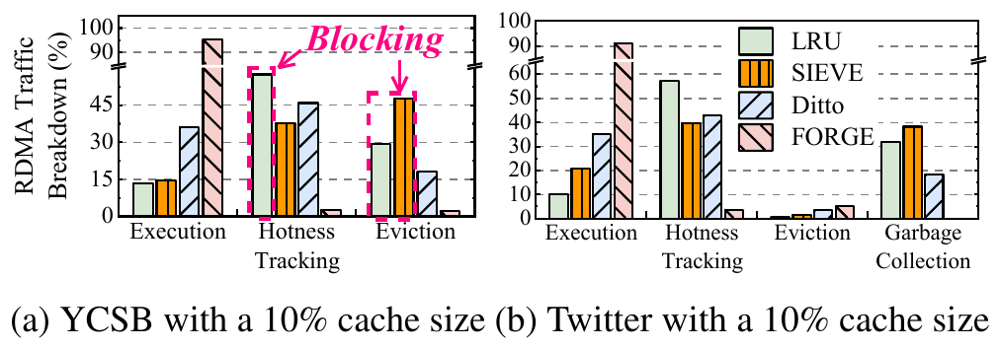 RDMA Traffic
Breakdown (%)
100
90
45
30
15
0
Blocking
Execution
Hotness
Tracking
Eviction
100
90
60
50
40
30
20
10
0
LRU
SIEVE
Ditto
FORGE
Execution
Hotness
Tracking
Eviction
Garbage
Collection
(a) YCSB with a 10% cache size
(b) Twitter with a 10% cache size